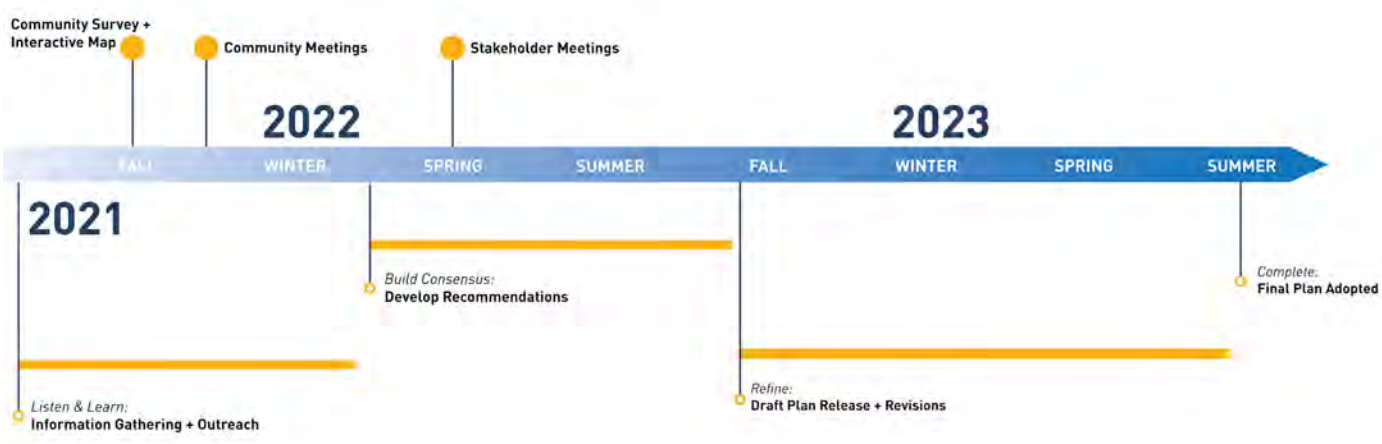 Community Survey +
Interactive Map
Community Meetings
Stakeholder Meetings
2022
2023
FALL WINTER SPRING SUMMER FALL WINTER SPRING SUMMER
2021
Build Consensus:
Develop Recommendations
Complete:
Final Plan Adopted
Listen & Learn:
Information Gathering + Outreach
Refine:
Draft Plan Release + Revisions